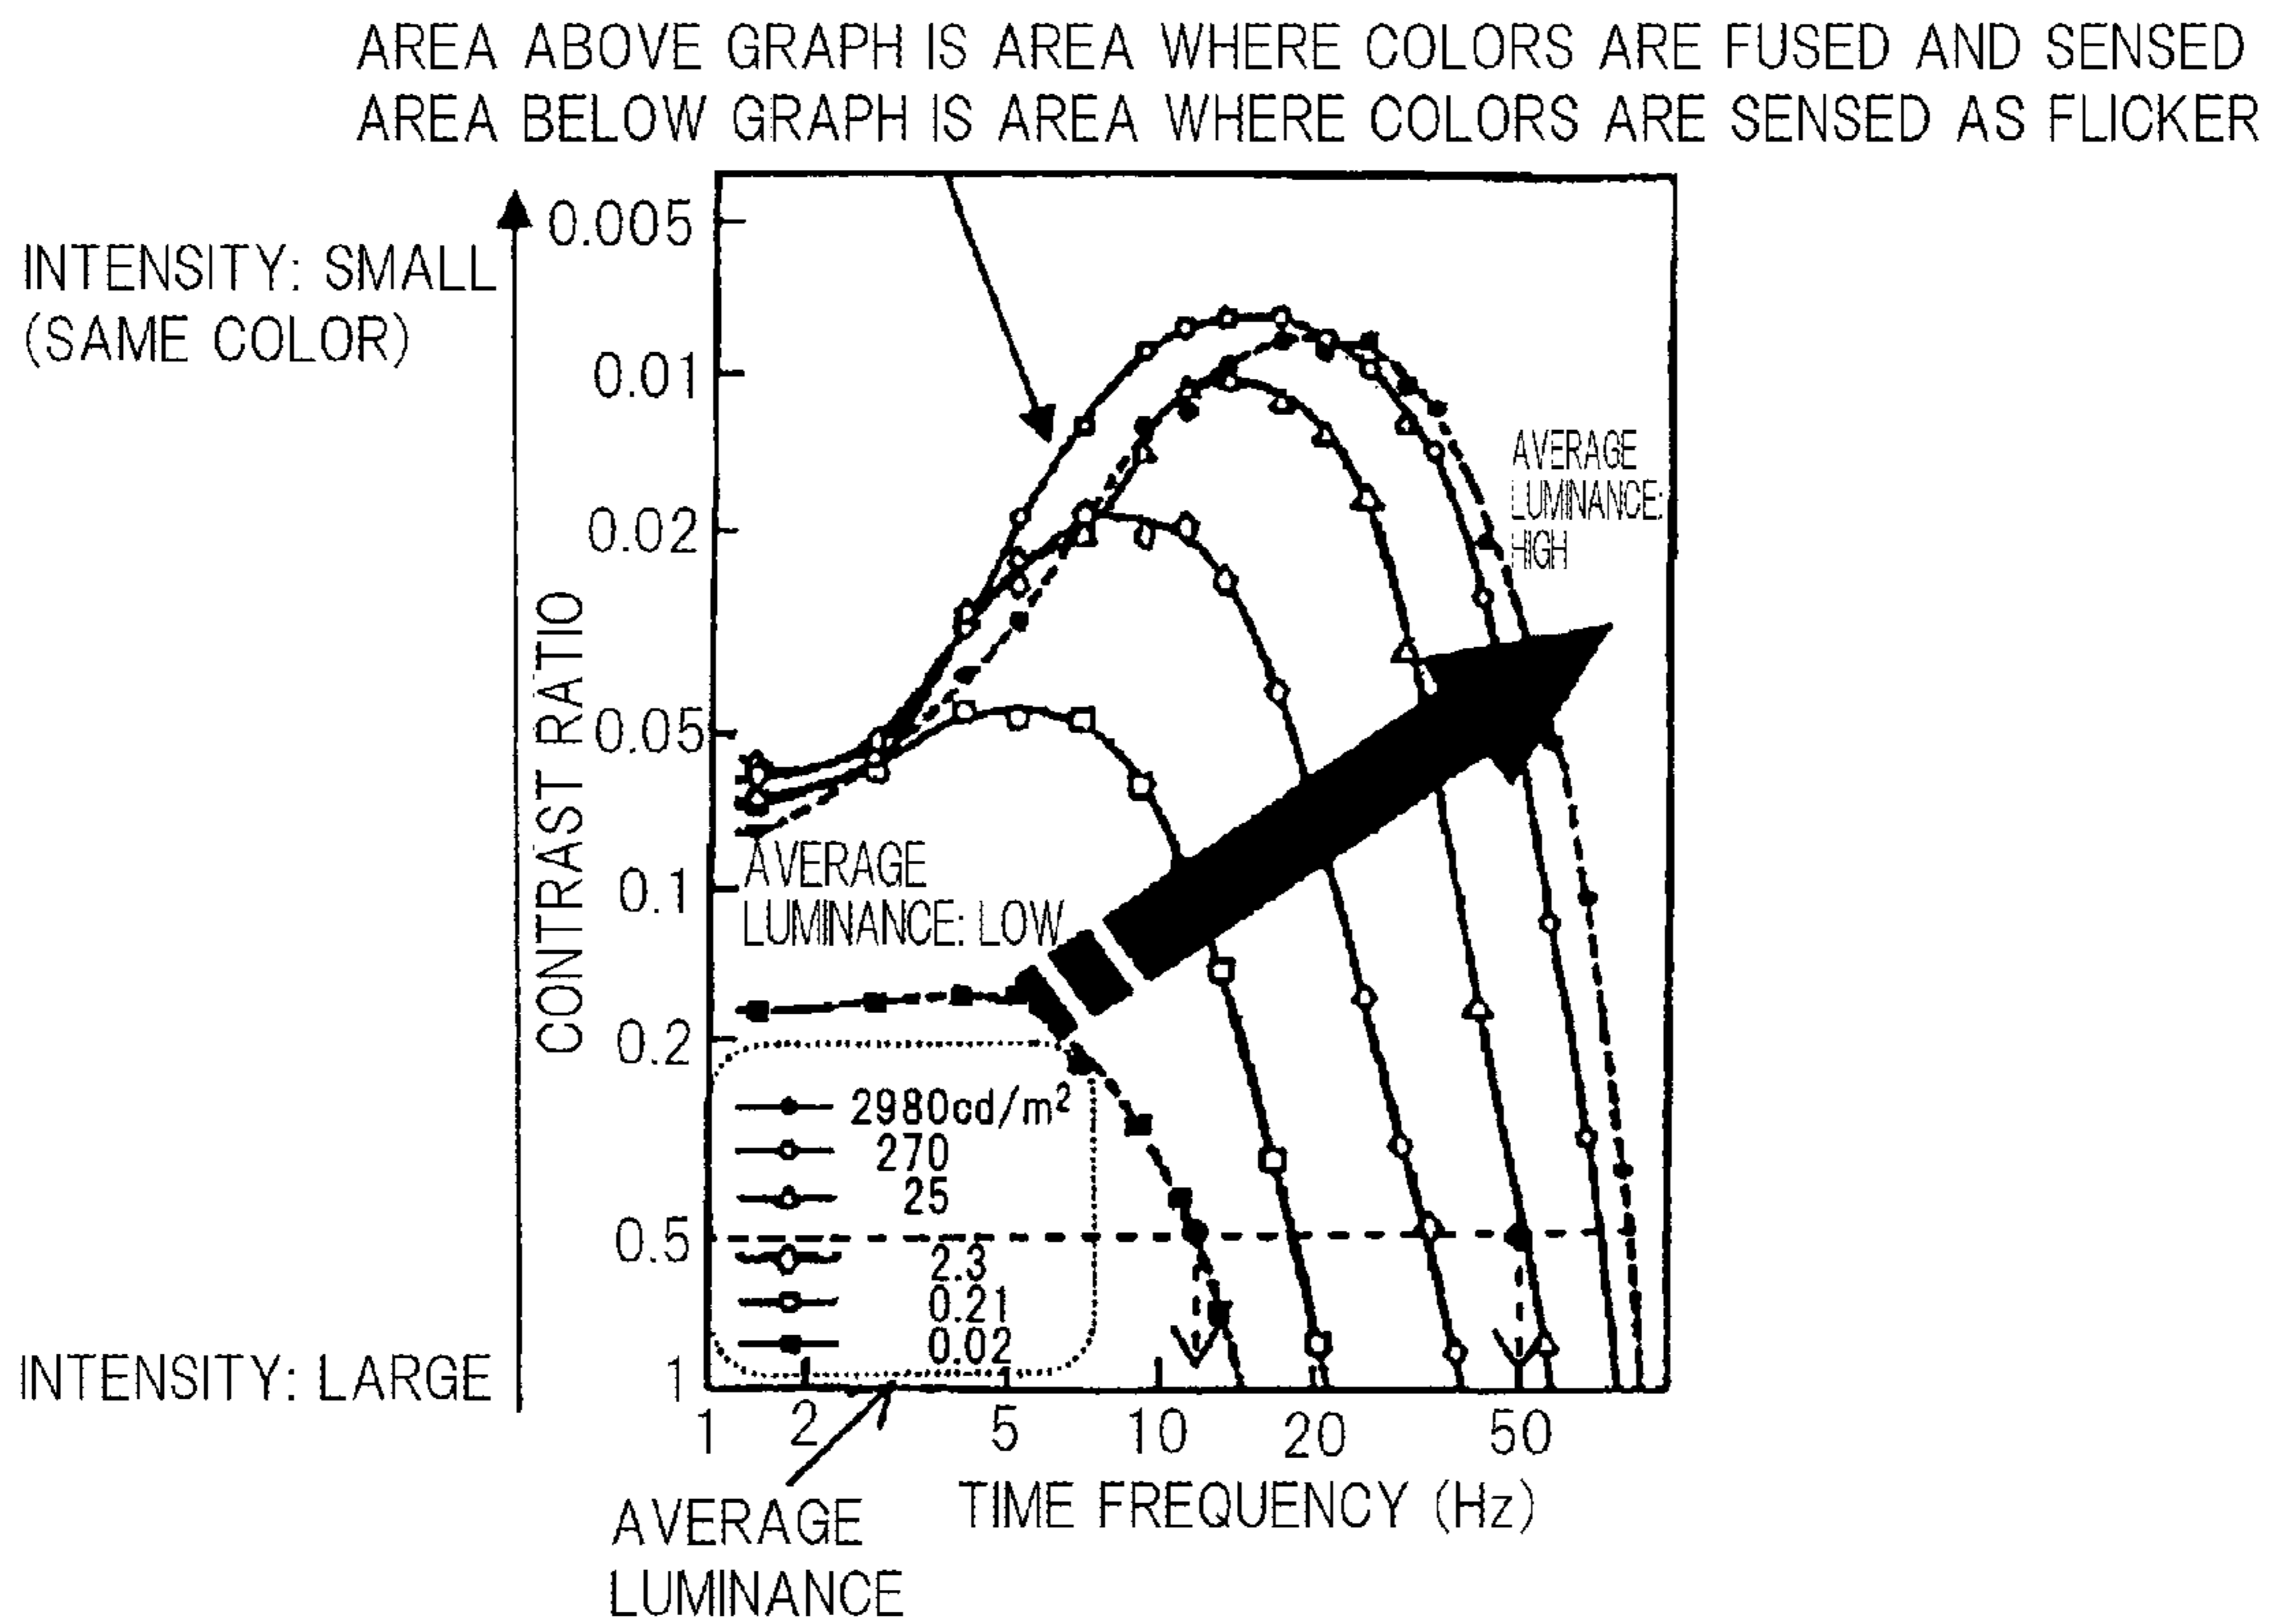 AREA ABOVE GRAPH IS AREA WHERE COLORS ARE FUSED AND SENSED
AREA BELOW GRAPH IS AREA WHERE COLORS ARE SENSED AS FLICKER
INTENSITY: SMALL
(SAME COLOR)
CONTRAST RATIO
0.005
0.01
0.02
0.05
0.1
0.2
0.5
1
AVERAGE
LUMINANCE:
HIGH
AVERAGE
LUMINANCE: LOW
2980cd/m²
270
25
2.3
0.21
0.02
INTENSITY: LARGE
1
2
5
10
20
50
TIME FREQUENCY (Hz)
AVERAGE
LUMINANCE